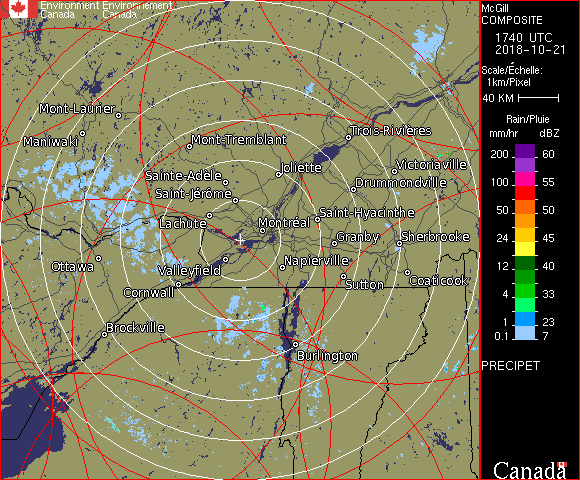 Environment Environnement
Canada Canada
McGill
COMPOSITE
1740 UTC
2018-10-21
Scale/Échelle:
1km/Pixel
40 KM
Rain/Pluie
mm/hr dBZ
200 60
150 55
100 55
50 50
24 45
12 40
4 33
1 23
0.1 7
PRECIPET
Canada
Mont-Laurier
Maniwaki
Mont-Tremblant
Trois-Rivières
Joliette
Victoriaville
Sainte-Adèle
Drummondville
Saint-Jérôme
Lachute
Montréal
Saint-Hyacinthe
Granby
Sherbrooke
Ottawa
Valleyfield
Napierville
Sutton
Coaticook
Cornwall
Brockville
Burlington